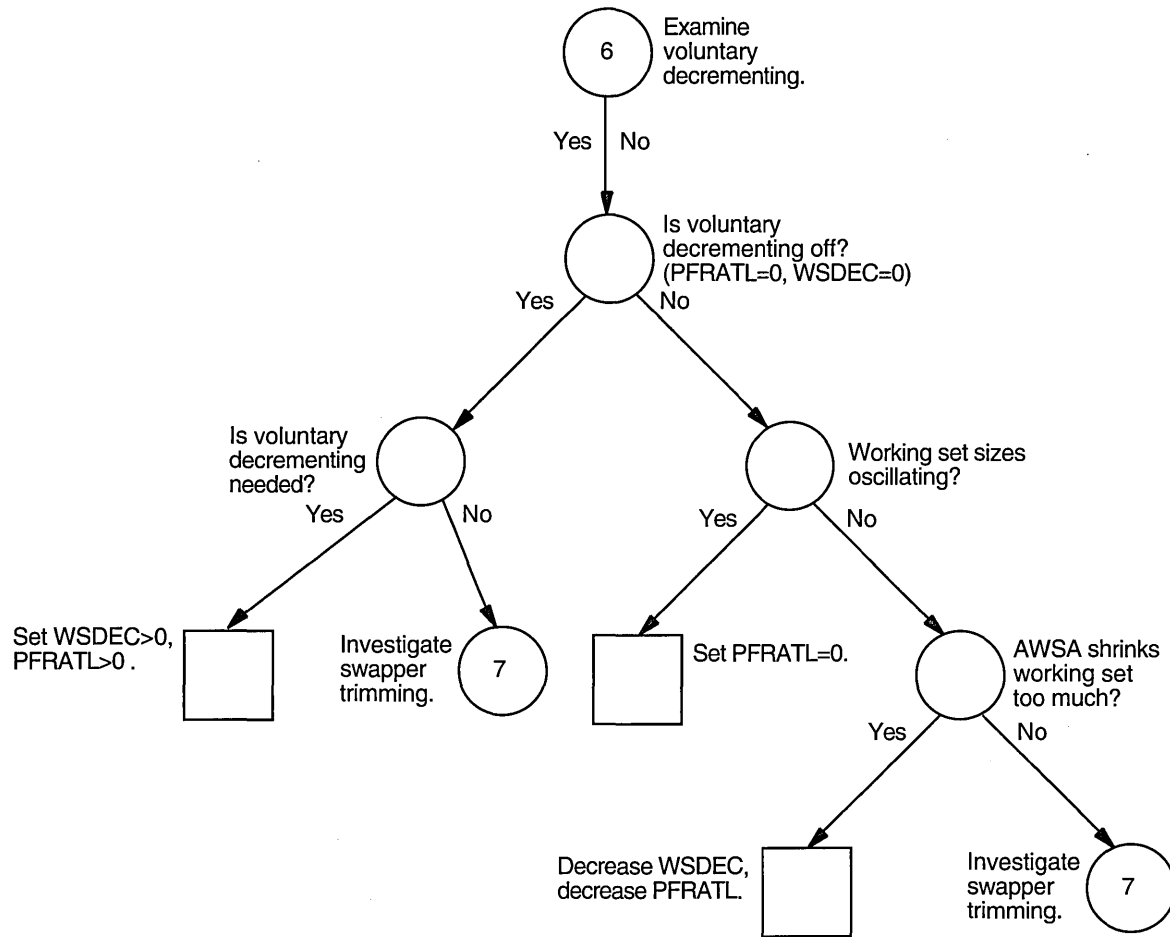 6
Examine
voluntary
decrementing.
Yes No
Is voluntary
decrementing off?
(PFRATL=0, WSDEC=0)
Yes No
Is voluntary
decrementing
needed?
Working set sizes
oscillating?
Yes No
Yes No
Set WSDEC>0,
PFRATL>0 .
Investigate
swapper
trimming.
7
Set PFRATL=0.
AWSA shrinks
working set
too much?
Yes No
Decrease WSDEC,
decrease PFRATL.
Investigate
swapper
trimming.
7